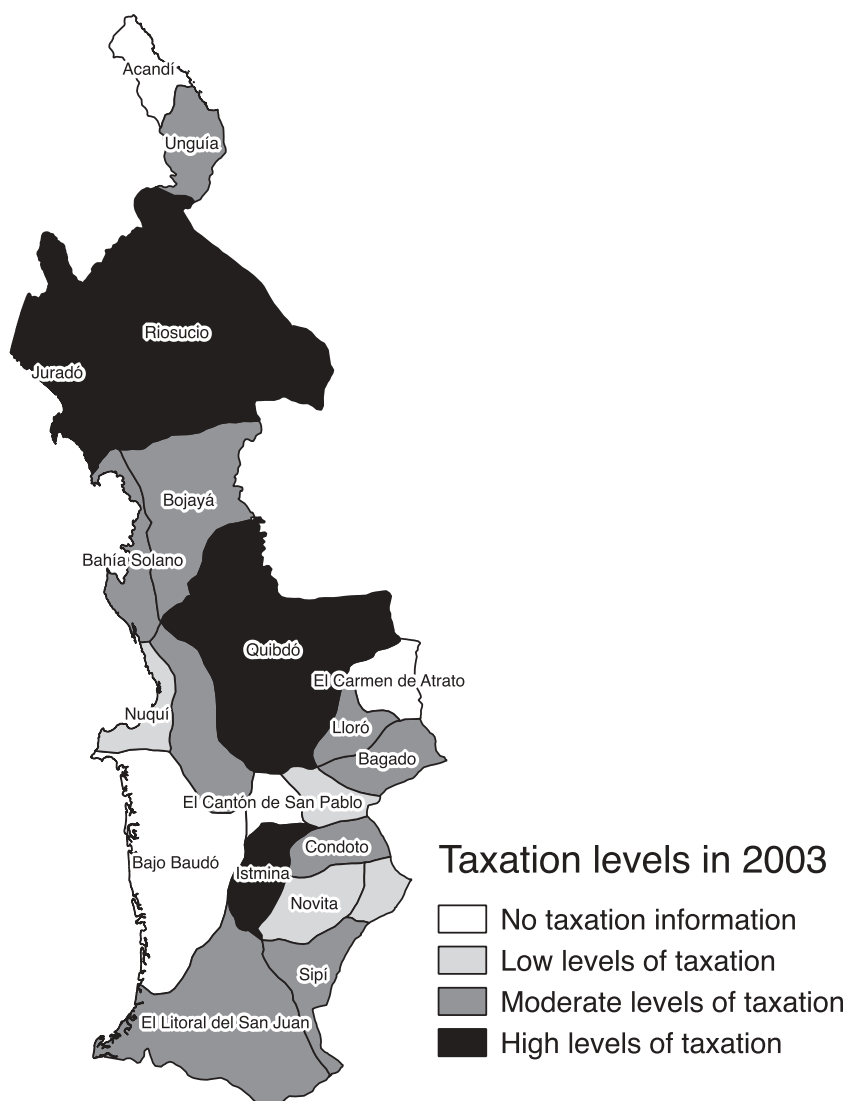 Acandí
Unguía
Riosucio
Juradó
Bojayá
Bahía Solano
Quibdó
El Carmen de Atrato
Nuquí
Lloró
Bagado
El Cantón de San Pablo
Condoto
Bajo Baudó
Istmina
Novita
Sipí
El Litoral del San Juan
Taxation levels in 2003
No taxation information
Low levels of taxation
Moderate levels of taxation
High levels of taxation